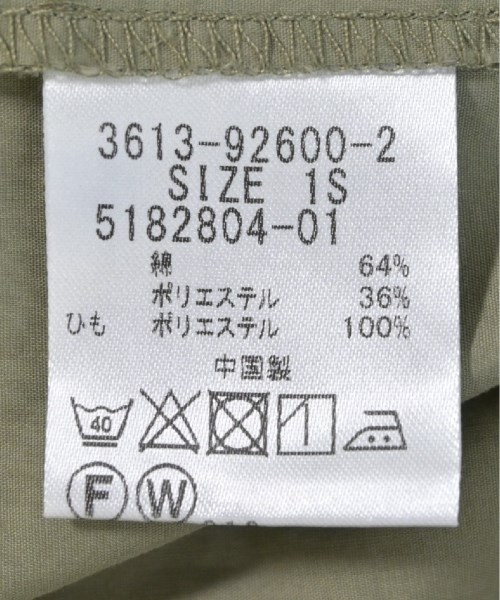 3613-92600-2
SIZE 1S
5182804-01
綿 64%
ポリエステル 36%
ひも ポリエステル 100%
中国製
40
F W